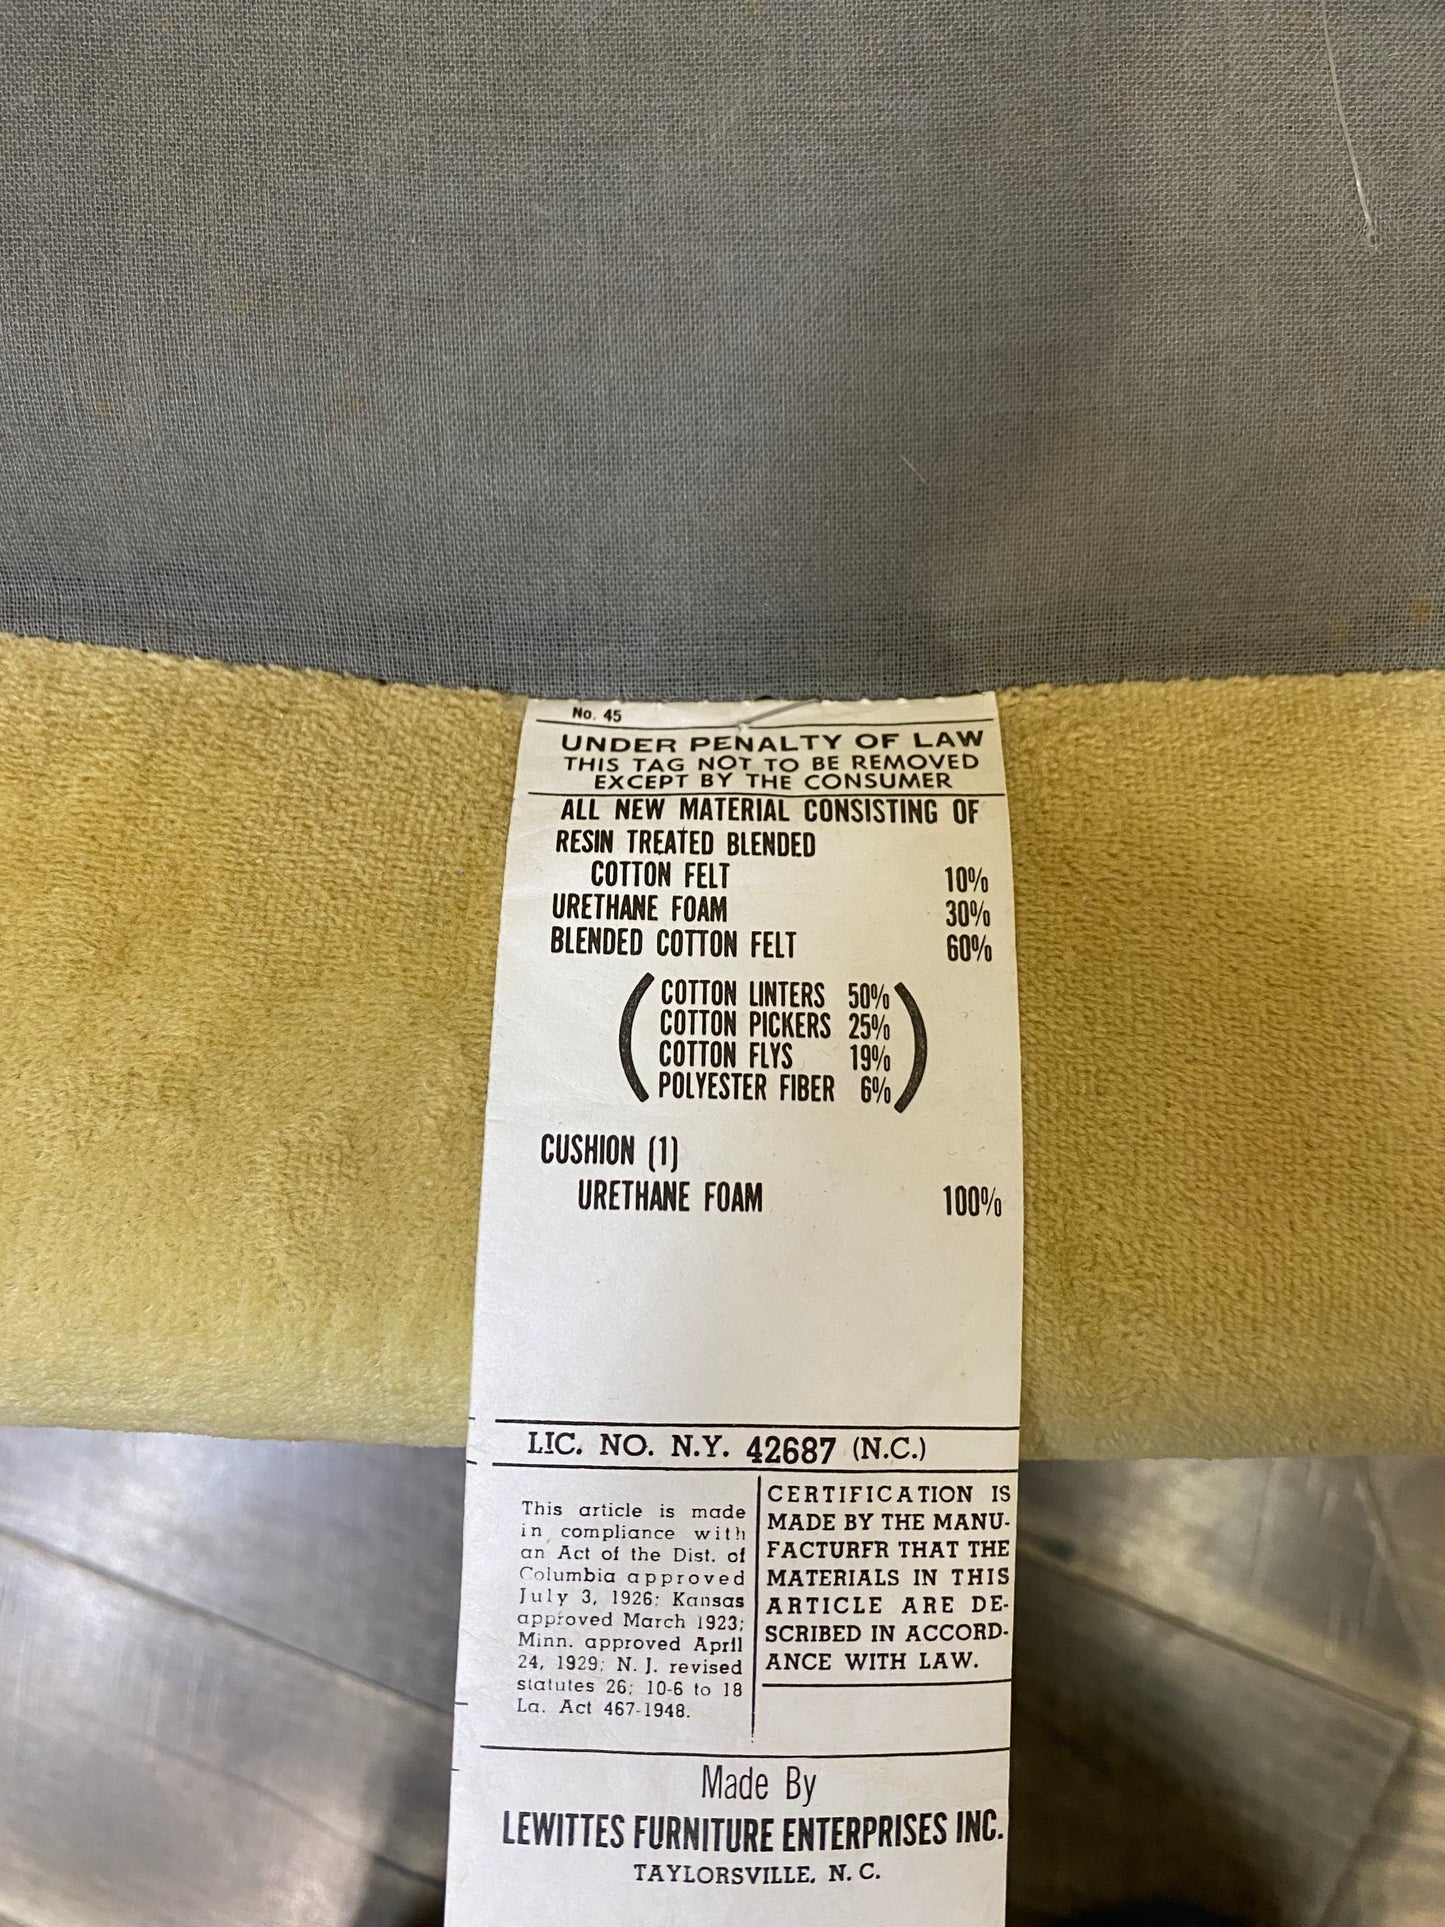 No. 45
UNDER PENALTY OF LAW
THIS TAG NOT TO BE REMOVED
EXCEPT BY THE CONSUMER
ALL NEW MATERIAL CONSISTING OF
RESIN TREATED BLENDED
COTTON FELT 10%
URETHANE FOAM 30%
BLENDED COTTON FELT 60%
(COTTON LINTERS 50%
COTTON PICKERS 25%
COTTON FLYS 19%
POLYESTER FIBER 6%)
CUSHION (1)
URETHANE FOAM 100%
LIC. NO. N.Y. 42687 (N.C.)
This article is made
in compliance with
an Act of the Dist. of
Columbia approved
July 3, 1926; Kansas
approved March 1923;
Minn. approved April
24, 1929; N. J. revised
statutes 26; 10-6 to 18
La. Act 467-1948.
CERTIFICATION IS
MADE BY THE MANU-
FACTURFR THAT THE
MATERIALS IN THIS
ARTICLE ARE DE-
SCRIBED IN ACCORD-
ANCE WITH LAW.
Made By
LEWITTES FURNITURE ENTERPRISES INC.
TAYLORSVILLE, N. C.